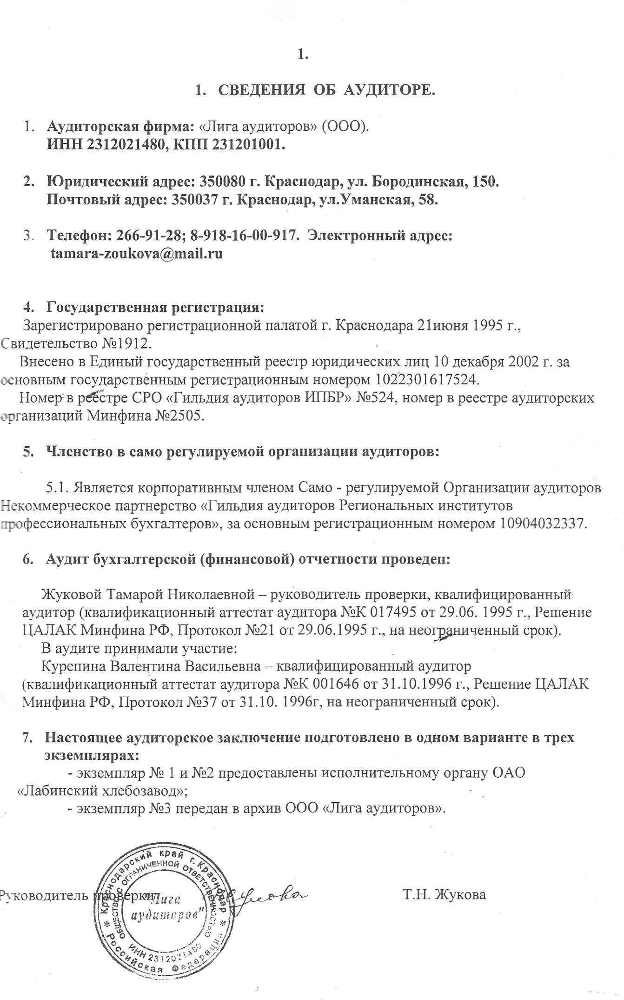 1.
1. СВЕДЕНИЯ ОБ АУДИТОРЕ.
1. Аудиторская фирма: «Лига аудиторов» (ООО).
ИНН 2312021480, КПП 231201001.
2. Юридический адрес: 350080 г. Краснодар, ул. Бородинская, 150.
Почтовый адрес: 350037 г. Краснодар, ул.Уманская, 58.
3. Телефон: 266-91-28; 8-918-16-00-917. Электронный адрес:
tamara-zoukova@mail.ru
4. Государственная регистрация:
Зарегистрировано регистрационной палатой г. Краснодара 21июня 1995 г.,
Свидетельство №1912.
Внесено в Единый государственный реестр юридических лиц 10 декабря 2002 г. за
основным государственным регистрационным номером 1022301617524.
Номер в реестре СРО «Гильдия аудиторов ИПБР» №524, номер в реестре аудиторских
организаций Минфина №2505.
5. Членство в само регулируемой организации аудиторов:
5.1. Является корпоративным членом Само - регулируемой Организации аудиторов
Некоммерческое партнерство «Гильдия аудиторов Региональных институтов
профессиональных бухгалтеров», за основным регистрационным номером 10904032337.
6. Аудит бухгалтерской (финансовой) отчетности проведен:
Жуковой Тамарой Николаевной – руководитель проверки, квалифицированный
аудитор (квалификационный аттестат аудитора №К 017495 от 29.06. 1995 г., Решение
ЦАЛАК Минфина РФ, Протокол №21 от 29.06.1995 г., на неограниченный срок).
В аудите принимали участие:
Курепина Валентина Васильевна – квалифицированный аудитор
(квалификационный аттестат аудитора №К 001646 от 31.10.1996 г., Решение ЦАЛАК
Минфина РФ, Протокол №37 от 31.10. 1996г, на неограниченный срок).
7. Настоящее аудиторское заключение подготовлено в одном варианте в трех
экземплярах:
- экземпляр № 1 и №2 предоставлены исполнительному органу ОАО
«Лабинский хлебозавод»;
- экземпляр №3 передан в архив ООО «Лига аудиторов».
Руководитель проверки Т.Н. Жукова
Краснодарский край г. Краснодар * Российская Федерация *
ОБЩЕСТВО С ОГРАНИЧЕННОЙ ОТВЕТСТВЕННОСТЬЮ ИНН 2312021480
"Лига
аудиторов"